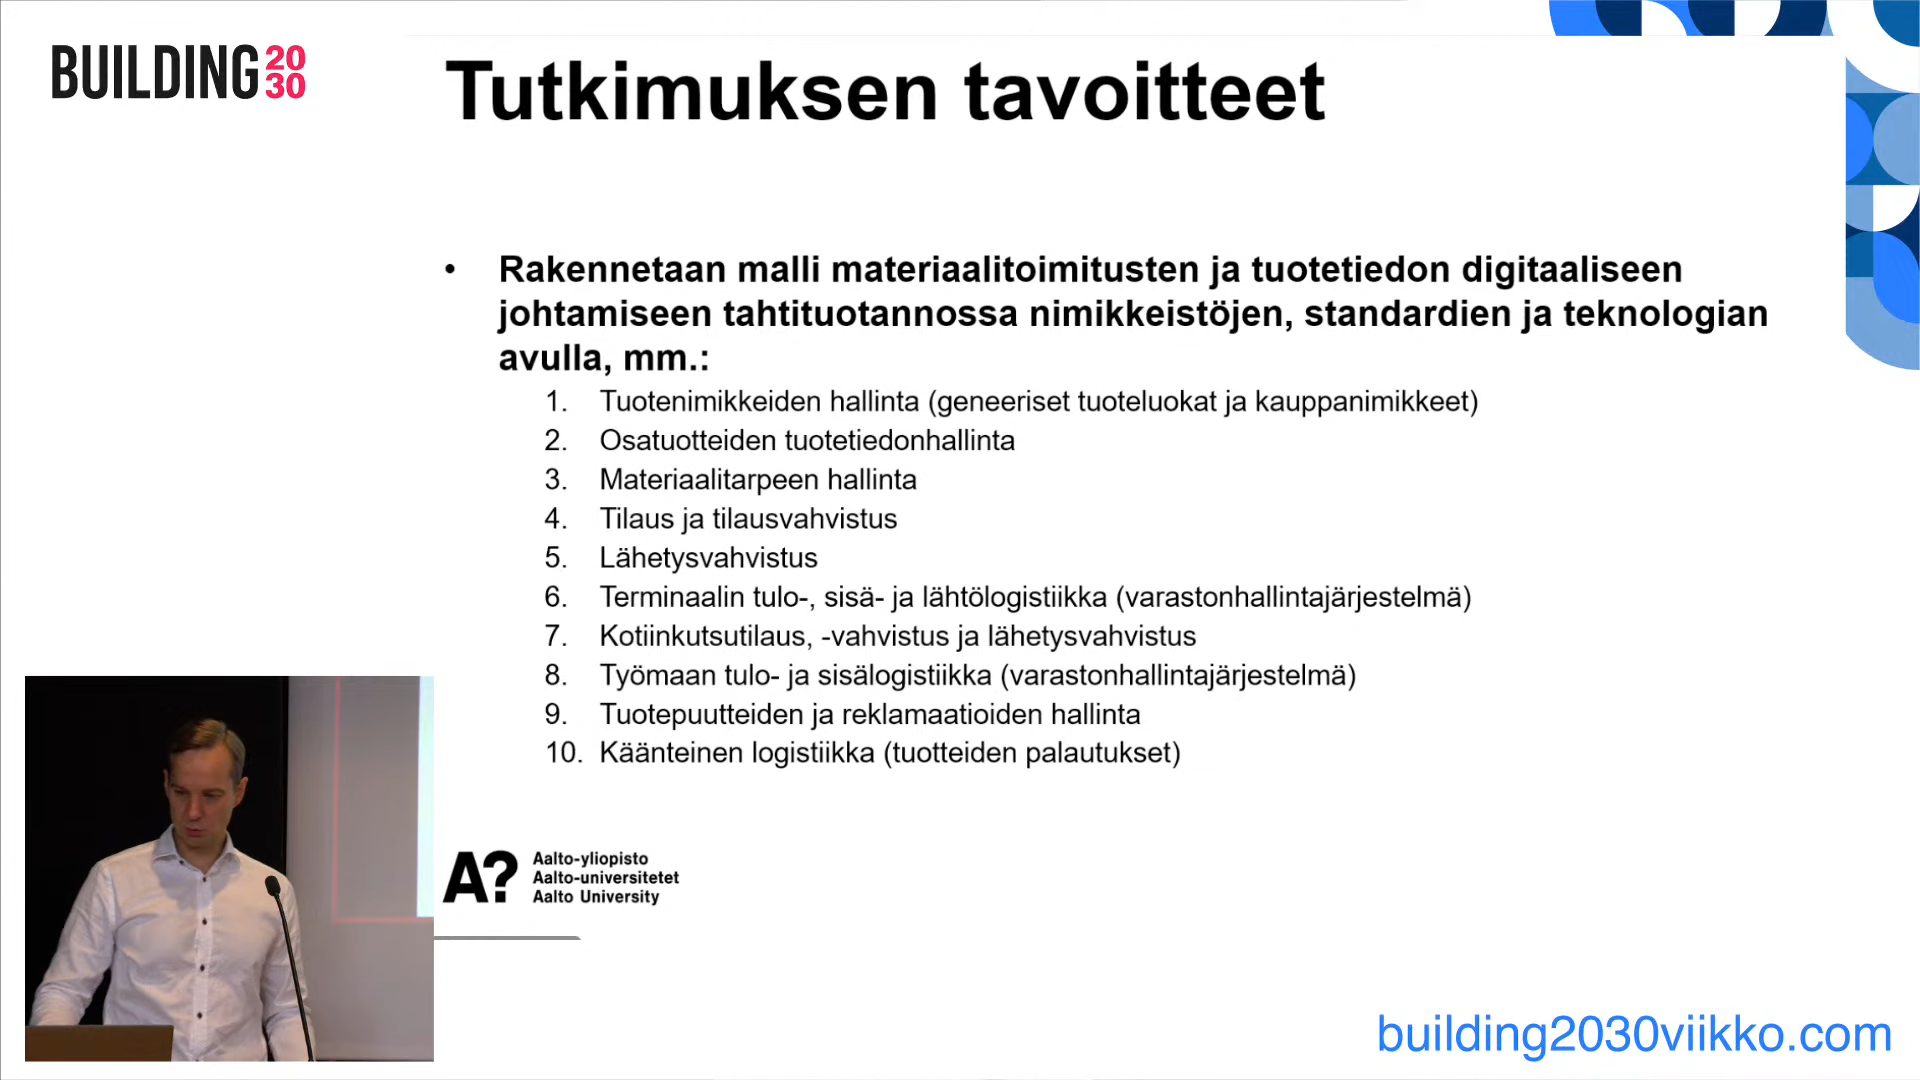 BUILDING 2030
Tutkimuksen tavoitteet
• Rakennetaan malli materiaalitoimitusten ja tuotetiedon digitaaliseen
johtamiseen tahtituotannossa nimikkeistöjen, standardien ja teknologian
avulla, mm.:
1. Tuotenimikkeiden hallinta (geneeriset tuoteluokat ja kauppanimikkeet)
2. Osatuotteiden tuotetiedonhallinta
3. Materiaalitarpeen hallinta
4. Tilaus ja tilausvahvistus
5. Lähetysvahvistus
6. Terminaalin tulo-, sisä- ja lähtölogistiikka (varastonhallintajärjestelmä)
7. Kotiinkutsutilaus, -vahvistus ja lähetysvahvistus
8. Työmaan tulo- ja sisälogistiikka (varastonhallintajärjestelmä)
9. Tuotepuutteiden ja reklamaatioiden hallinta
10. Käänteinen logistiikka (tuotteiden palautukset)
A?
Aalto-yliopisto
Aalto-universitetet
Aalto University
building2030viikko.com